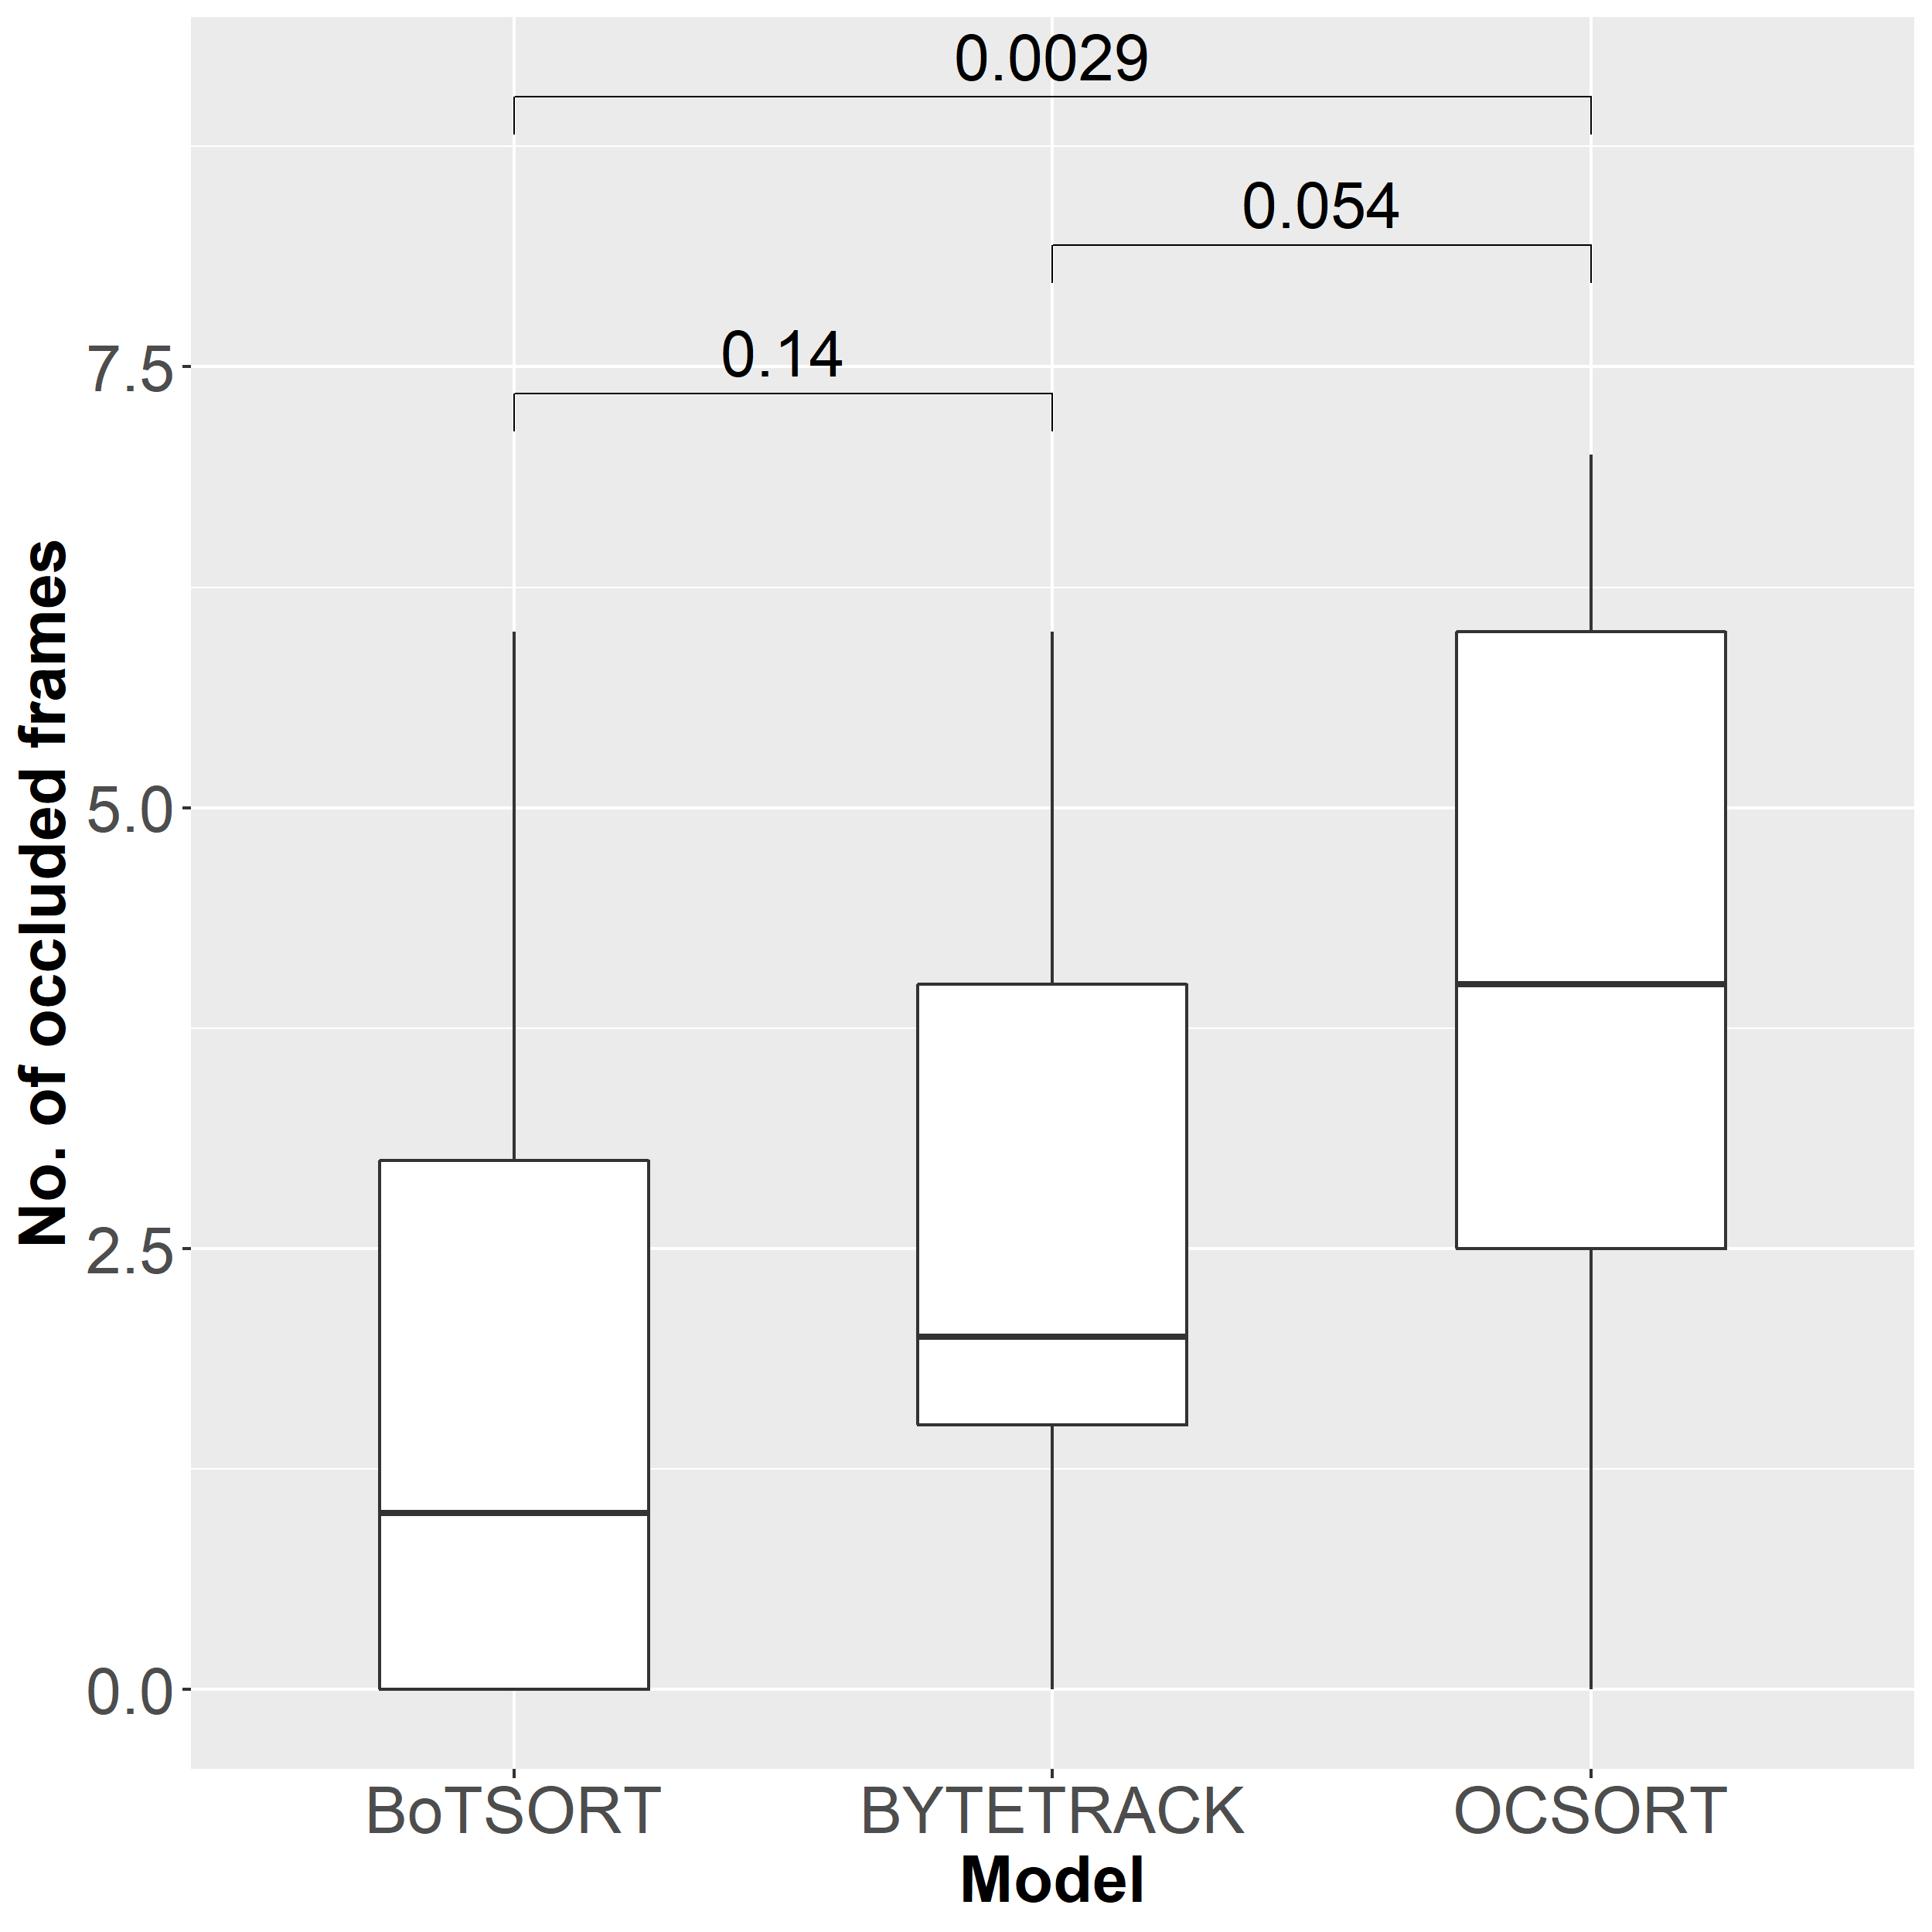 0.0029
0.054
0.14
7.5
5.0
2.5
0.0
No. of occluded frames
BoTSORT BYTETRACK OCSORT
Model